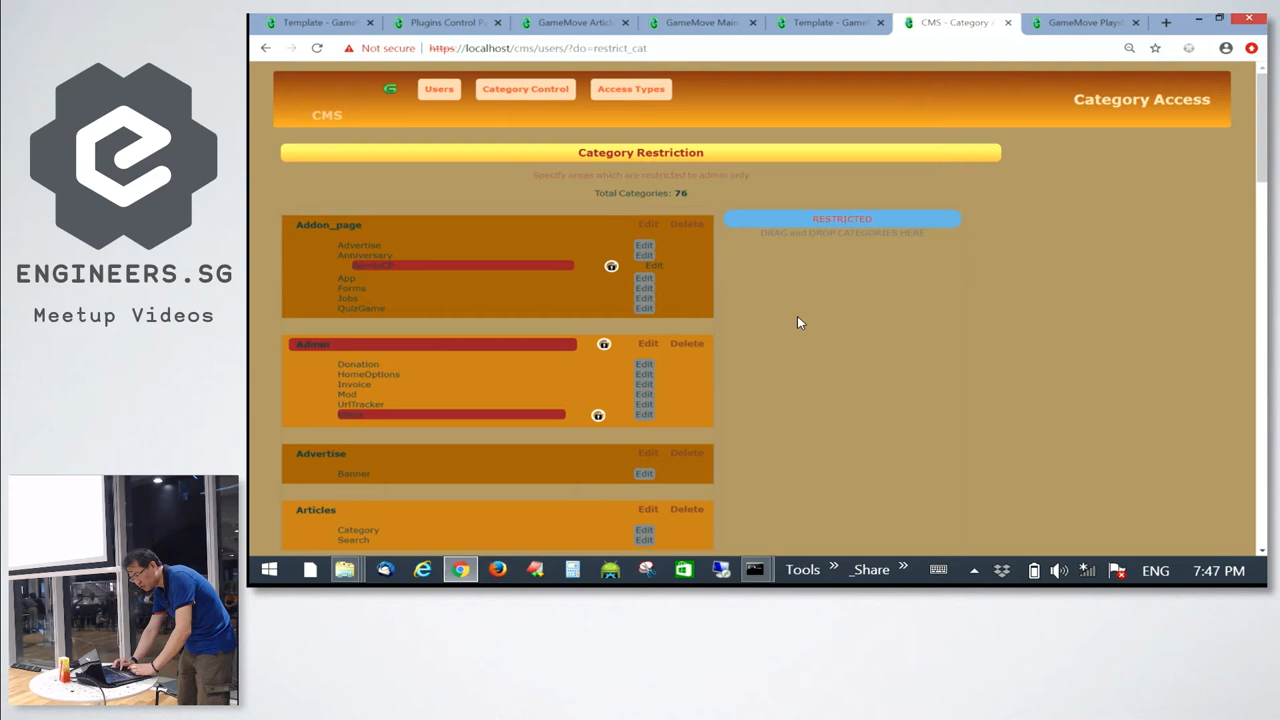 ENGINEERS.SG
Meetup Videos
Template - Game
Plugins Control Pa
GameMove Article
GameMove Main
Template - Game
CMS - Category A
GameMove Plays
Not secure | https://localhost/cms/users/?do=restrict_cat
CMS
Users
Category Control
Access Types
Category Access
Category Restriction
Specify areas which are restricted to admin only
Total Categories: 76
Addon_page Edit Delete
Advertise Edit
Anniversary Edit
Edit
App Edit
Forms Edit
Jobs Edit
QuizGame Edit
Admin Edit Delete
Donation Edit
HomeOptions Edit
Invoice Edit
Mod Edit
UrlTracker Edit
Edit
Advertise Edit Delete
Banner Edit
Articles Edit Delete
Category Edit
Search Edit
RESTRICTED
DRAG and DROP CATEGORIES HERE
Tools » _Share » ENG 7:47 PM